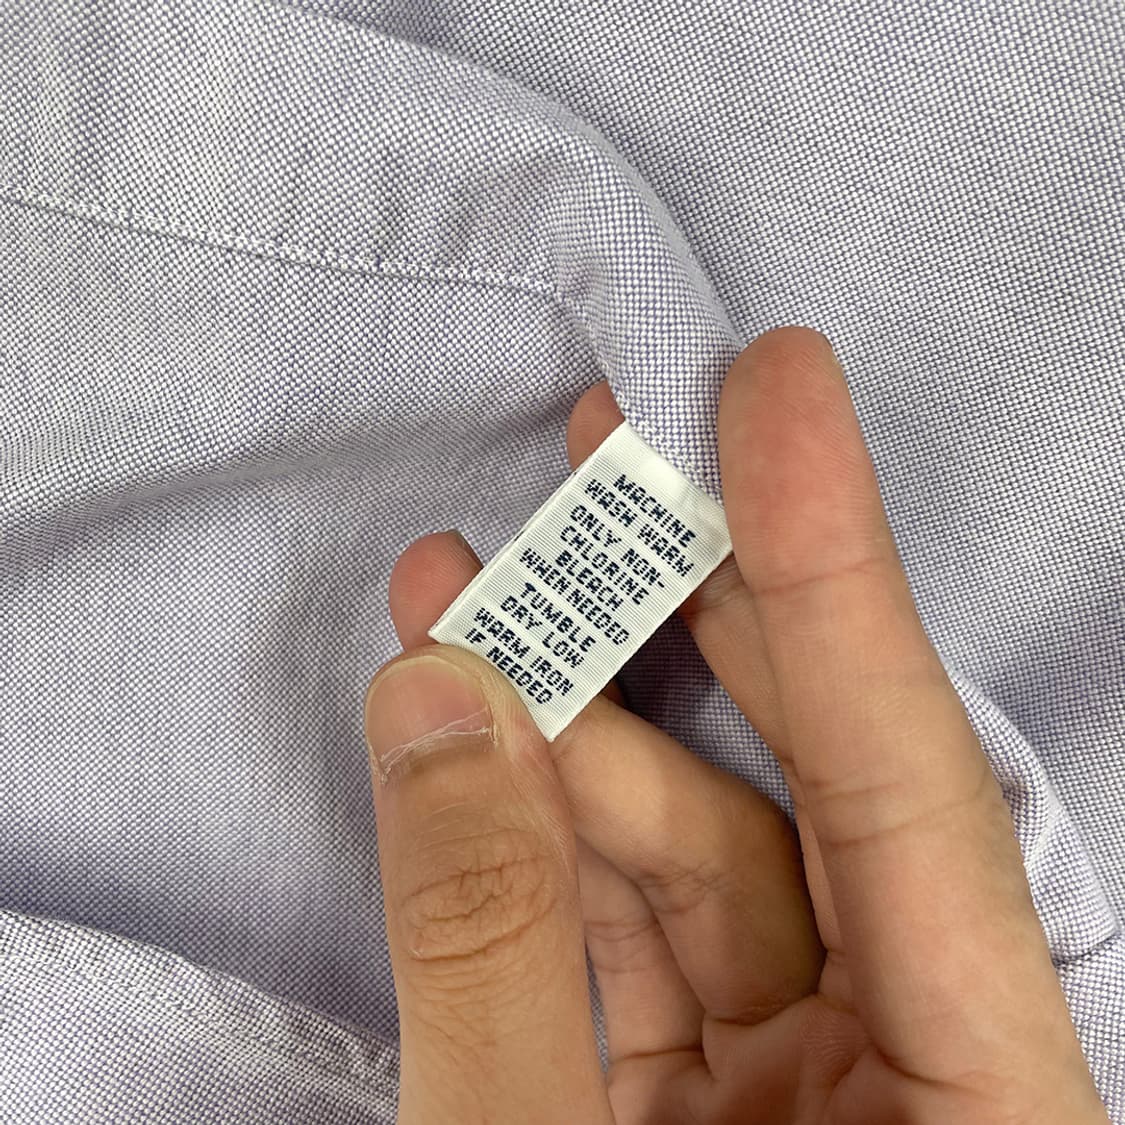 MACHINE
WASH WARM
ONLY NON-
CHLORINE
BLEACH
WHEN NEEDED
TUMBLE
DRY LOW
WARM IRON
IF NEEDED